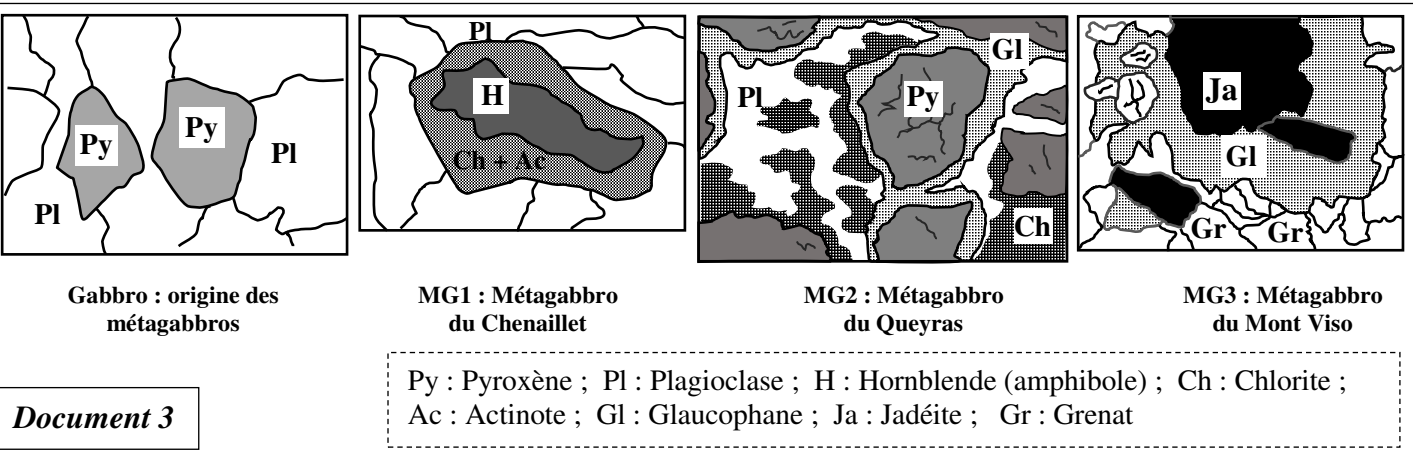 Py
Py
Pl
Pl
Pl
H
Ch + Ac
Pl
Py
Gl
Ch
Ja
Gl
Gr
Gr
Gabbro : origine des
métagabbros
MG1 : Métagabbro
du Chenaillet
MG2 : Métagabbro
du Queyras
MG3 : Métagabbro
du Mont Viso
Py : Pyroxène ; Pl : Plagioclase ; H : Hornblende (amphibole) ; Ch : Chlorite ;
Ac : Actinote ; Gl : Glaucophane ; Ja : Jadéite ; Gr : Grenat
Document 3